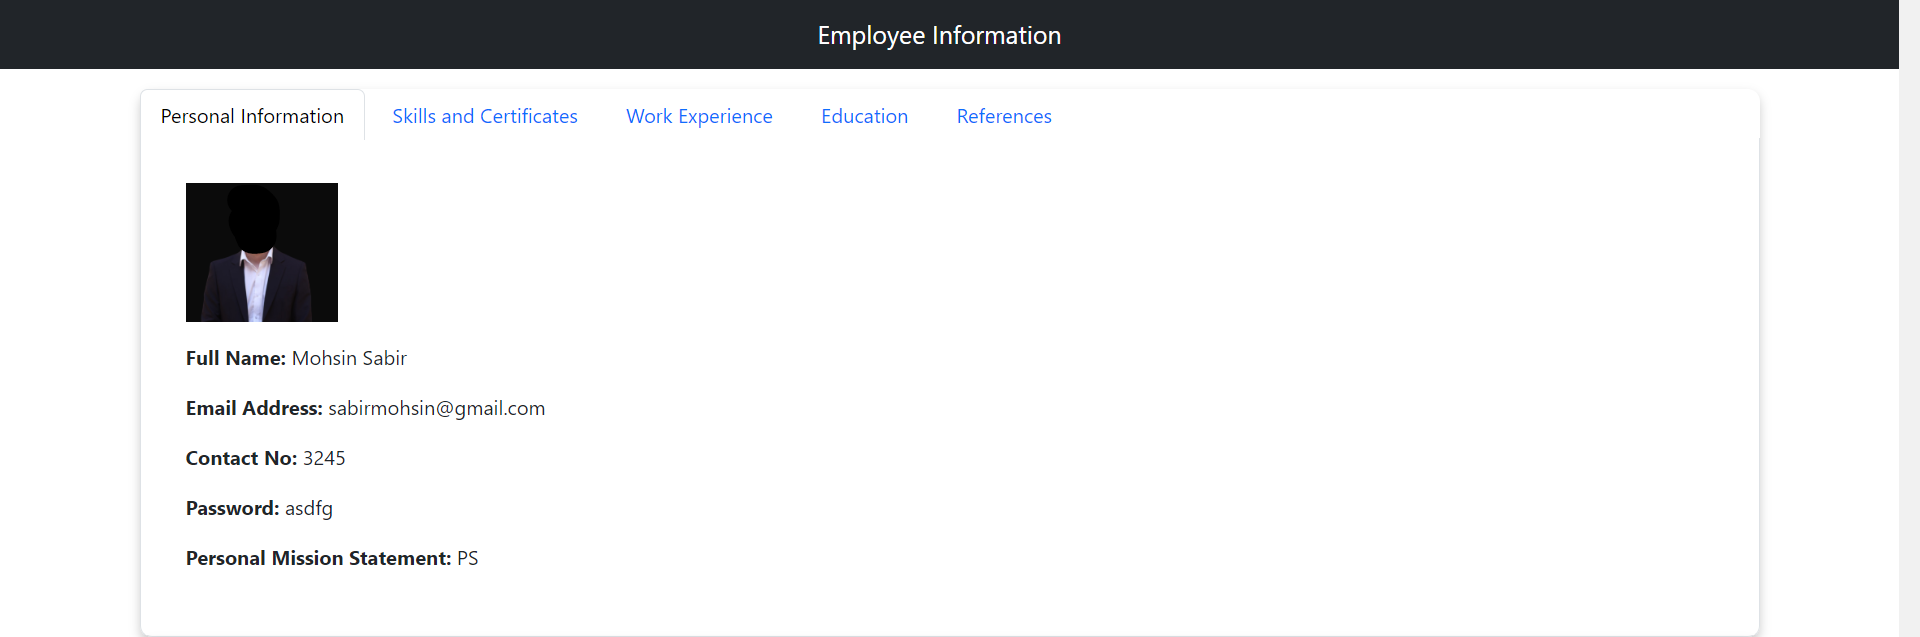 Employee Information
Personal Information Skills and Certificates Work Experience Education References
Full Name: Mohsin Sabir
Email Address: sabirmohsin@gmail.com
Contact No: 3245
Password: asdfg
Personal Mission Statement: PS